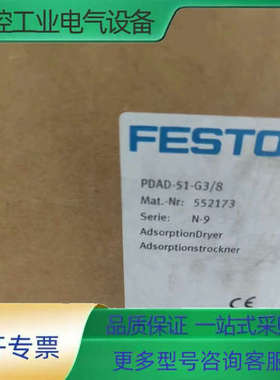 控工业电气设备
FESTO
PDAD-51-G3/8
Mat.-Nr: 552173
Serie: N-9
AdsorptionDryer
Adsorptionstrockner
CE
于专票
品质保证 一站式采
更多型号咨询客服